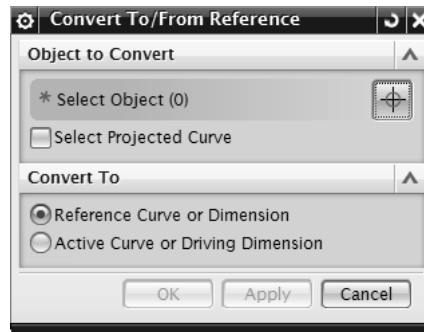 Convert To/From Reference
Object to Convert
* Select Object (0)
Select Projected Curve
Convert To
Reference Curve or Dimension
Active Curve or Driving Dimension
OK Apply Cancel